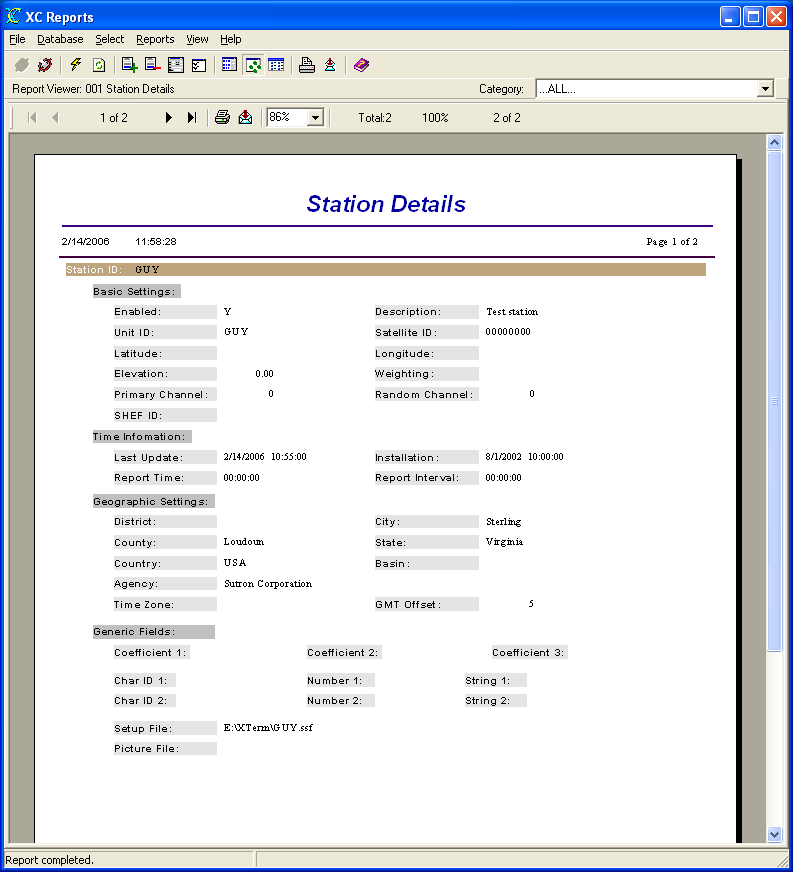 XC Reports
File Database Select Reports View Help
Report Viewer: 001 Station Details Category: ...ALL...
1 of 2 86% Total:2 100% 2 of 2
Station Details
2/14/2006 11:58:28 Page 1 of 2
Station ID: GUY
Basic Settings:
Enabled: Y Description: Test station
Unit ID: GUY Satellite ID: 00000000
Latitude: Longitude:
Elevation: 0.00 Weighting:
Primary Channel: 0 Random Channel: 0
SHEF ID:
Time Infomation:
Last Update: 2/14/2006 10:55:00 Installation: 8/1/2002 10:00:00
Report Time: 00:00:00 Report Interval: 00:00:00
Geographic Settings:
District: City: Sterling
County: Loudoun State: Virginia
Country: USA Basin:
Agency: Sutron Corporation
Time Zone: GMT Offset: 5
Generic Fields:
Coefficient 1: Coefficient 2: Coefficient 3:
Char ID 1: Number 1: String 1:
Char ID 2: Number 2: String 2:
Setup File: E:\XTerm\GUY.ssf
Picture File:
Report completed.